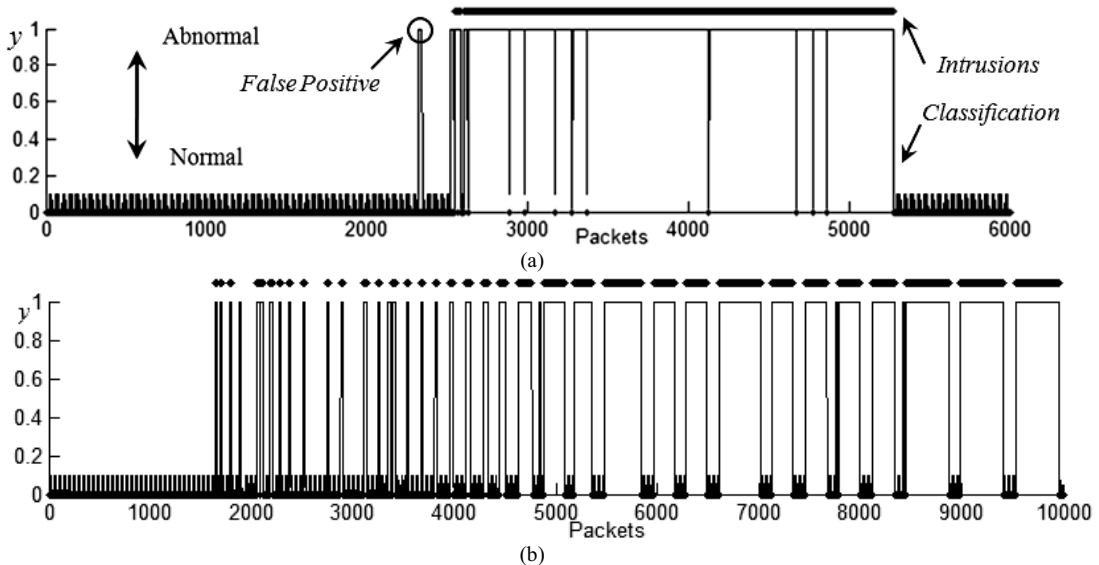 y
1
0.8
0.6
0.4
0.2
0
Abnormal
Normal
False Positive
Intrusions
Classification
0 1000 2000 3000 4000 5000 6000
Packets
(a)
y
1
0.8
0.6
0.4
0.2
0
0 1000 2000 3000 4000 5000 6000 7000 8000 9000 10000
Packets
(b)